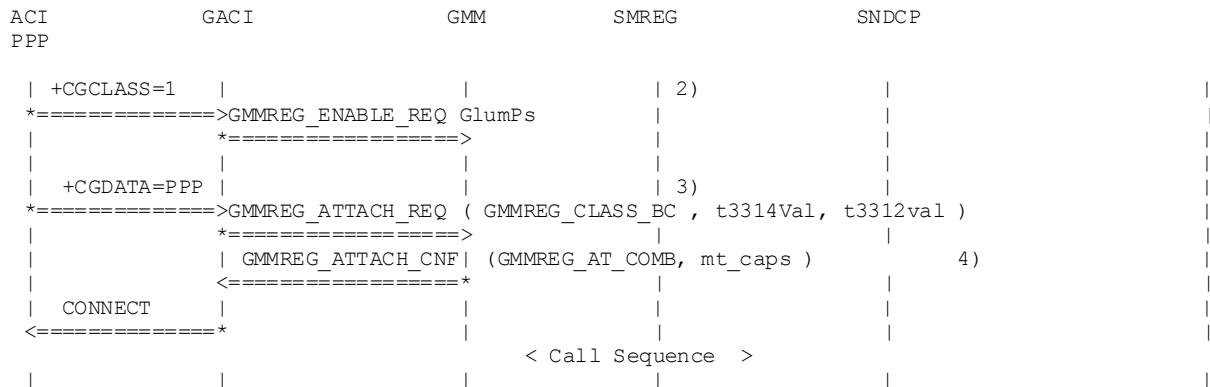 ACI GACI GMM SMREG SNDCP
PPP
| +CGCLASS=1 | | | 2) | |
*==============>GMMREG_ENABLE_REQ GlumPs | | |
| *==================> | | |
| | | | | |
| +CGDATA=PPP | | | 3) | |
*==============>GMMREG_ATTACH_REQ ( GMMREG_CLASS_BC , t3314Val, t3312val )
| *==================> | | |
| | GMMREG_ATTACH_CNF| (GMMREG_AT_COMB, mt_caps ) 4) |
| <==================* | | |
| CONNECT | | | | |
<==============* | | | |
< Call Sequence >
| | | | | |